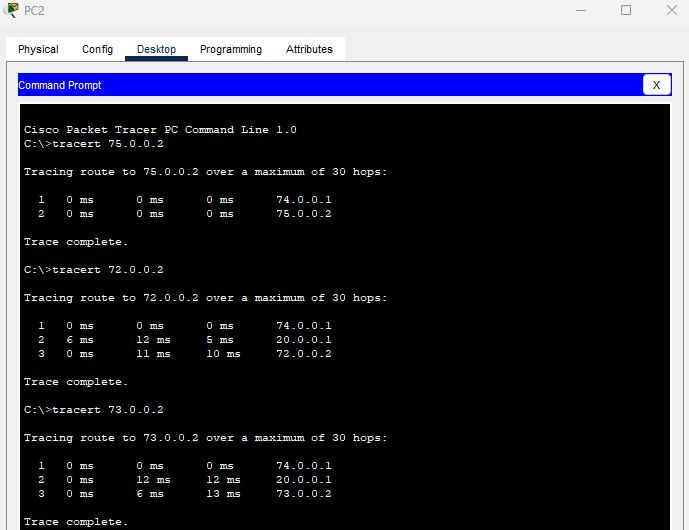 PC2
Physical Config Desktop Programming Attributes
Command Prompt X
Cisco Packet Tracer PC Command Line 1.0
C:\>tracert 75.0.0.2
Tracing route to 75.0.0.2 over a maximum of 30 hops:
1 0 ms 0 ms 0 ms 74.0.0.1
2 0 ms 0 ms 0 ms 75.0.0.2
Trace complete.
C:\>tracert 72.0.0.2
Tracing route to 72.0.0.2 over a maximum of 30 hops:
1 0 ms 0 ms 0 ms 74.0.0.1
2 6 ms 12 ms 5 ms 20.0.0.1
3 0 ms 11 ms 10 ms 72.0.0.2
Trace complete.
C:\>tracert 73.0.0.2
Tracing route to 73.0.0.2 over a maximum of 30 hops:
1 0 ms 0 ms 0 ms 74.0.0.1
2 0 ms 12 ms 12 ms 20.0.0.1
3 0 ms 6 ms 13 ms 73.0.0.2
Trace complete.